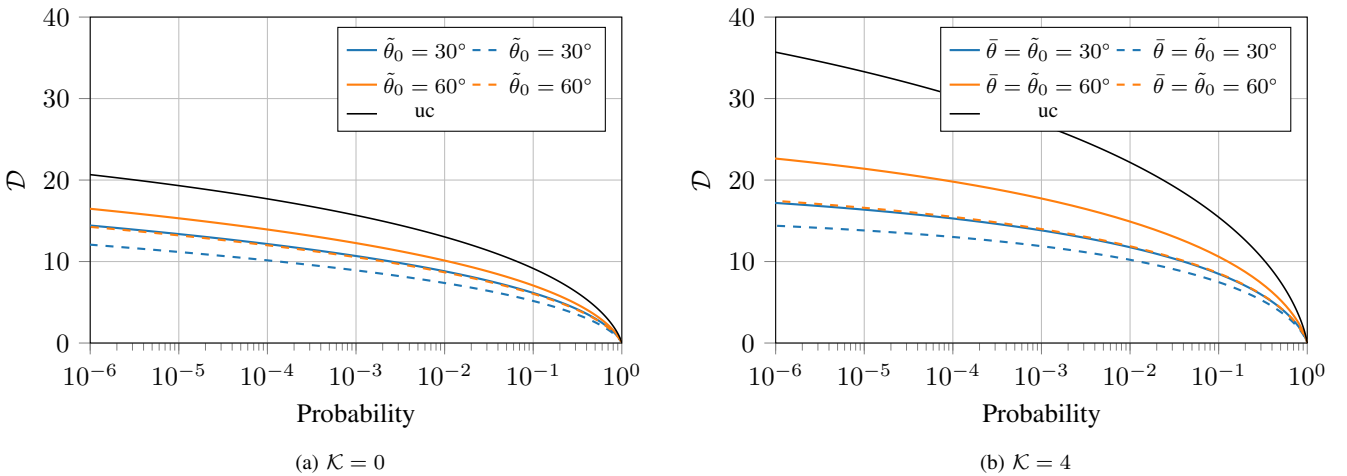 40
30
20
10
0
𝒟
θ̃₀ = 30° θ̃₀ = 30°
θ̃₀ = 60° θ̃₀ = 60°
uc
10⁻⁶ 10⁻⁵ 10⁻⁴ 10⁻³ 10⁻² 10⁻¹ 10⁰
Probability
(a) 𝒦 = 0
40
30
20
10
0
𝒟
θ̄ = θ̃₀ = 30° θ̄ = θ̃₀ = 30°
θ̄ = θ̃₀ = 60° θ̄ = θ̃₀ = 60°
uc
10⁻⁶ 10⁻⁵ 10⁻⁴ 10⁻³ 10⁻² 10⁻¹ 10⁰
Probability
(b) 𝒦 = 4